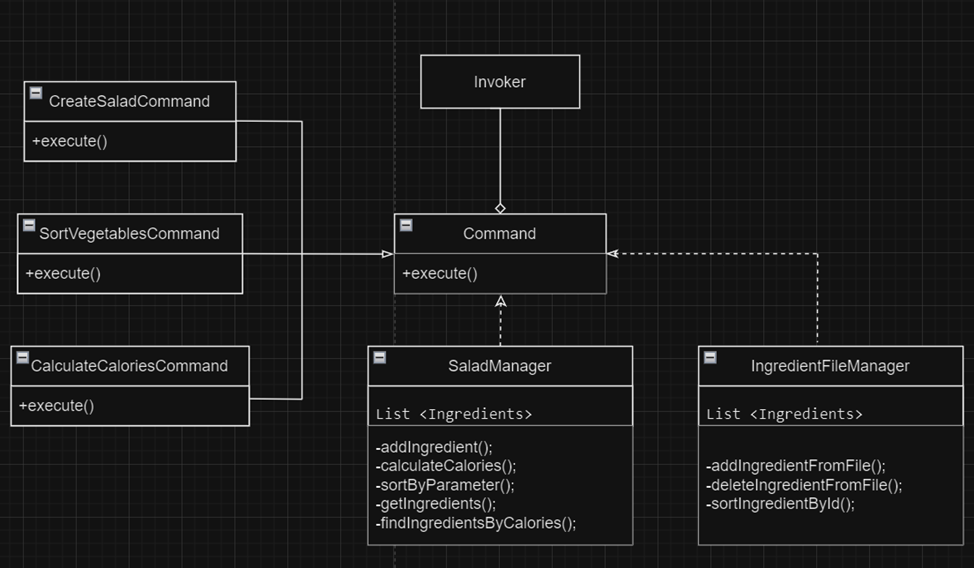 Invoker
CreateSaladCommand
+execute()
SortVegetablesCommand
+execute()
Command
+execute()
CalculateCaloriesCommand
+execute()
SaladManager
List <Ingredients>
-addIngredient();
-calculateCalories();
-sortByParameter();
-getIngredients();
-findIngredientsByCalories();
IngredientFileManager
List <Ingredients>
-addIngredientFromFile();
-deleteIngredientFromFile();
-sortIngredientById();